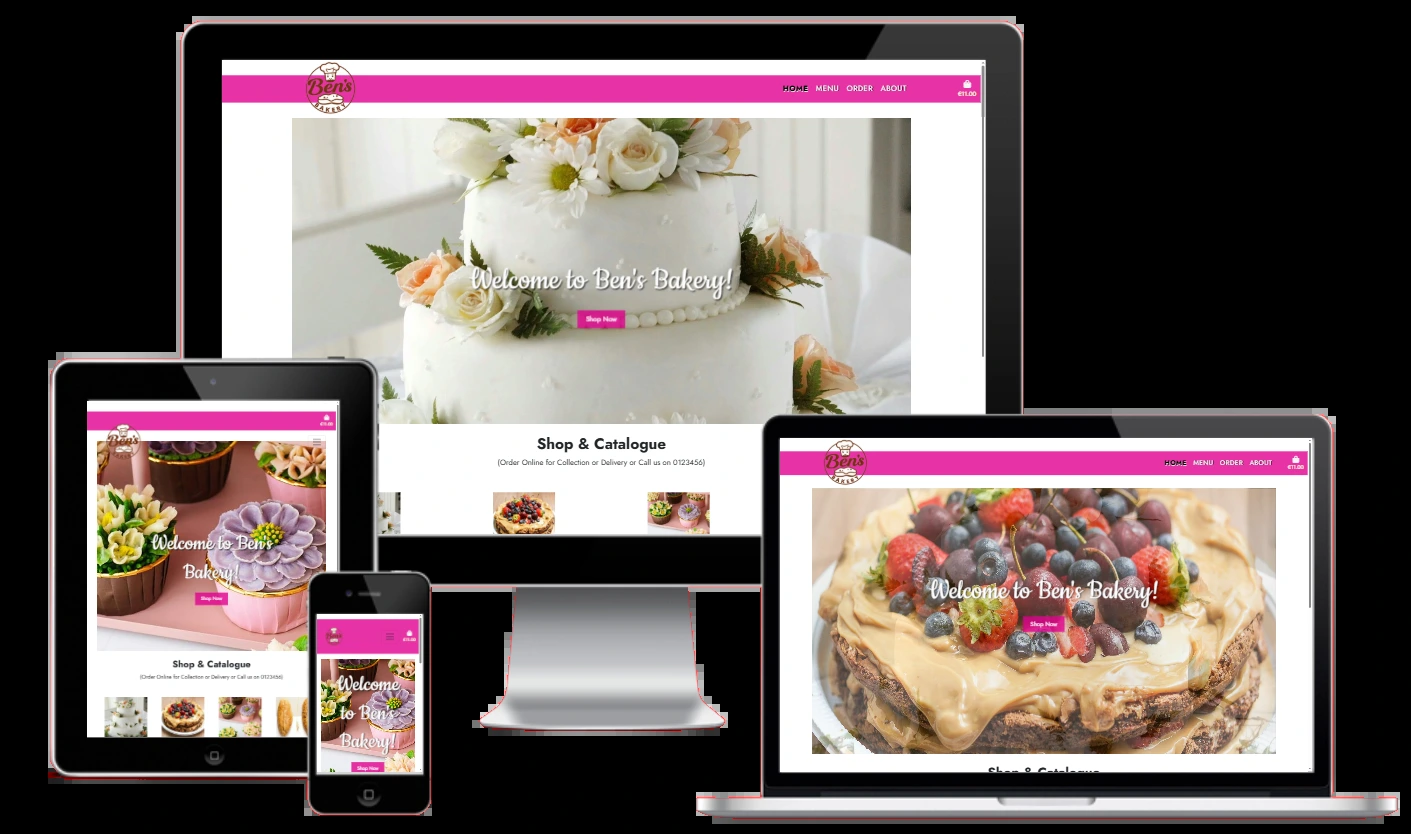 Ben's
BAKERY
HOME MENU ORDER ABOUT
€11.00
Welcome to Ben's Bakery!
Shop Now
Shop & Catalogue
(Order Online for Collection or Delivery or Call us on 0123456)
€11.00
Ben's
Welcome to Ben's
Bakery!
Shop Now
Shop & Catalogue
(Order Online for Collection or Delivery or Call us on 0123456)
€11.00
Welcome
to Ben's
Bakery!
Shop Now
Ben's
BAKERY
HOME MENU ORDER ABOUT
€11.00
Welcome to Ben's Bakery!
Shop Now
Shop & Catalogue